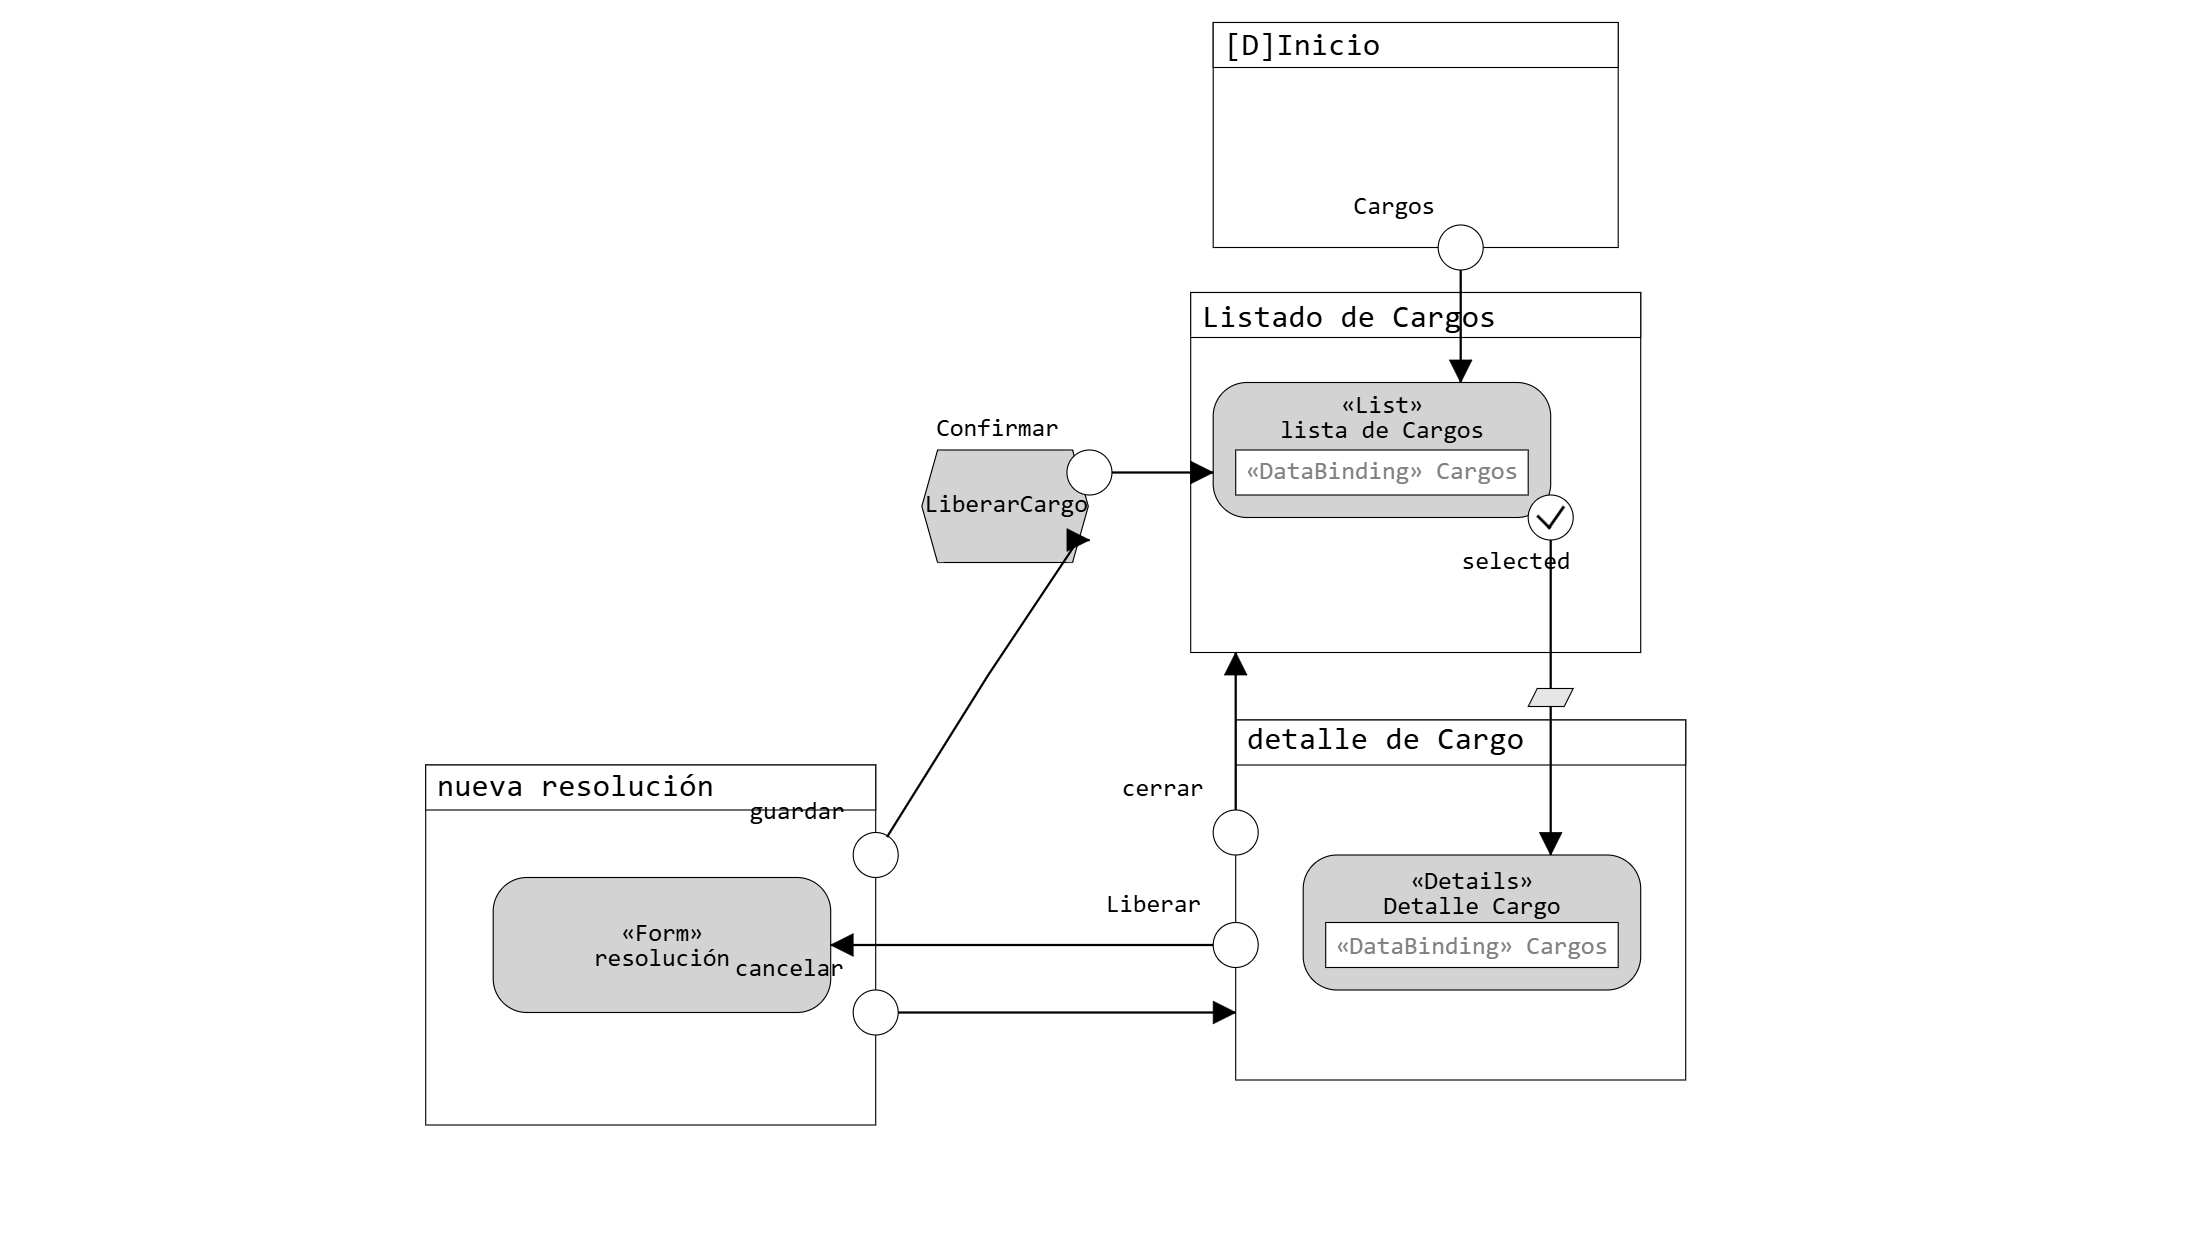 [D]Inicio
Cargos
Listado de Cargos
«List»
lista de Cargos
«DataBinding» Cargos
selected
Confirmar
LiberarCargo
detalle de Cargo
cerrar
Liberar
«Details»
Detalle Cargo
«DataBinding» Cargos
nueva resolución
guardar
«Form»
resolución
cancelar